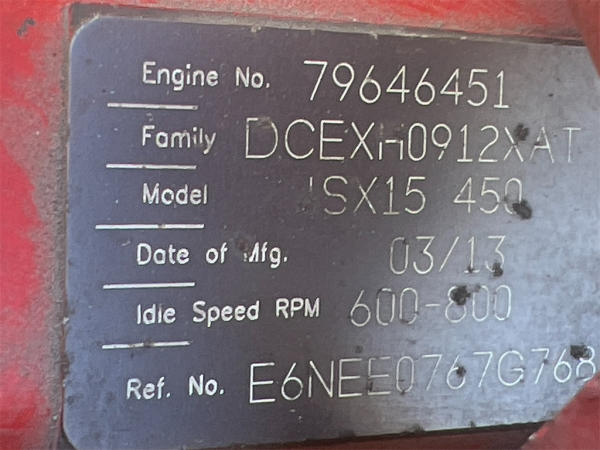 Engine No. 79646451
Family DCEXH0912XAT
Model ISX15 450
Date of Mfg. 03/13
Idle Speed RPM 600-800
Ref. No. E6NEE0767G768